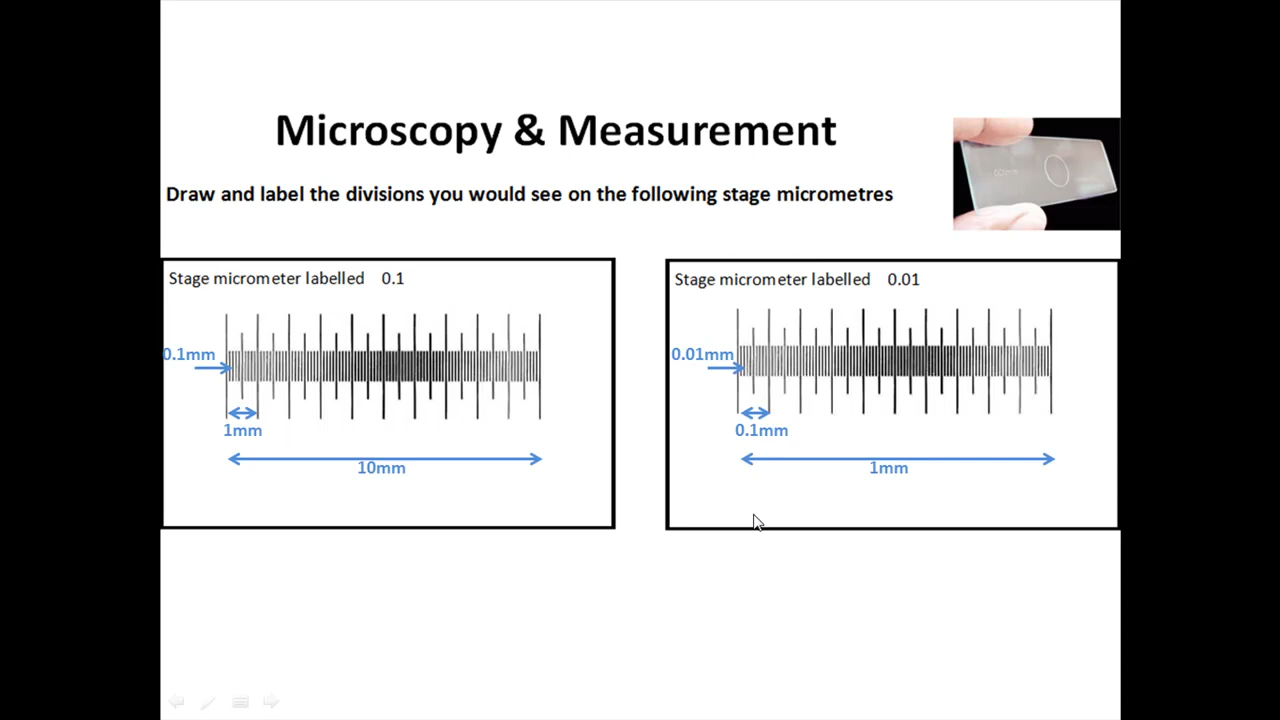 Microscopy & Measurement
Draw and label the divisions you would see on the following stage micrometres
Stage micrometer labelled 0.1
0.1mm
1mm
10mm
Stage micrometer labelled 0.01
0.01mm
0.1mm
1mm